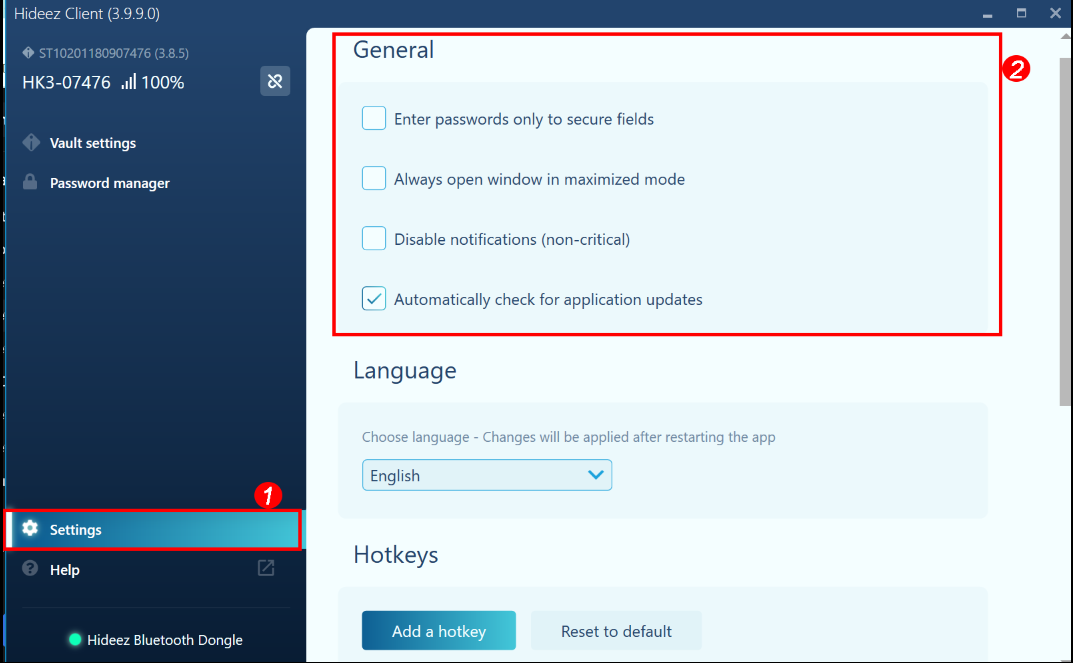 Hideez Client (3.9.9.0)
ST10201180907476 (3.8.5)
HK3-07476 100%
Vault settings
Password manager
1
Settings
Help
Hideez Bluetooth Dongle
2
General
Enter passwords only to secure fields
Always open window in maximized mode
Disable notifications (non-critical)
Automatically check for application updates
Language
Choose language - Changes will be applied after restarting the app
English
Hotkeys
Add a hotkey
Reset to default